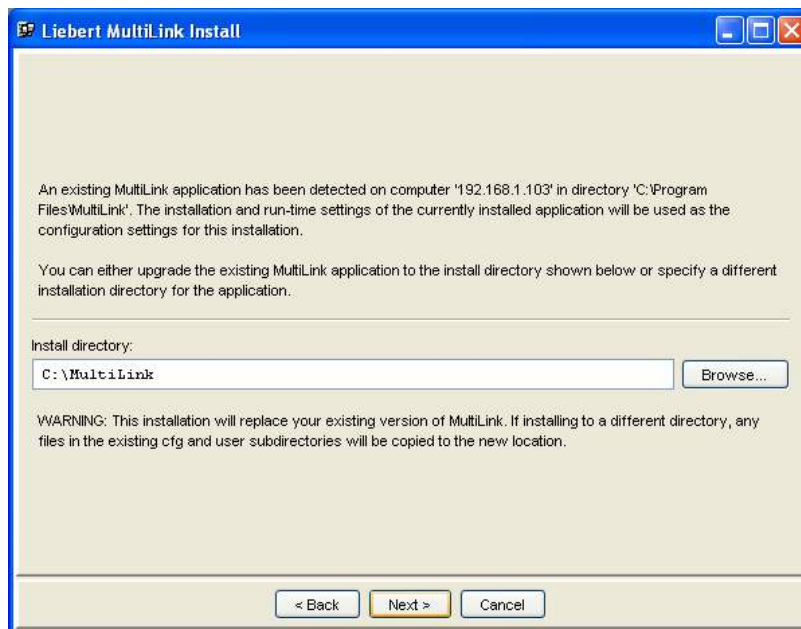 Liebert MultiLink Install
An existing MultiLink application has been detected on computer '192.168.1.103' in directory 'C:\Program
Files\MultiLink'. The installation and run-time settings of the currently installed application will be used as the
configuration settings for this installation.
You can either upgrade the existing MultiLink application to the install directory shown below or specify a different
installation directory for the application.
Install directory:
C:\MultiLink
Browse...
WARNING: This installation will replace your existing version of MultiLink. If installing to a different directory, any
files in the existing cfg and user subdirectories will be copied to the new location.
< Back
Next >
Cancel